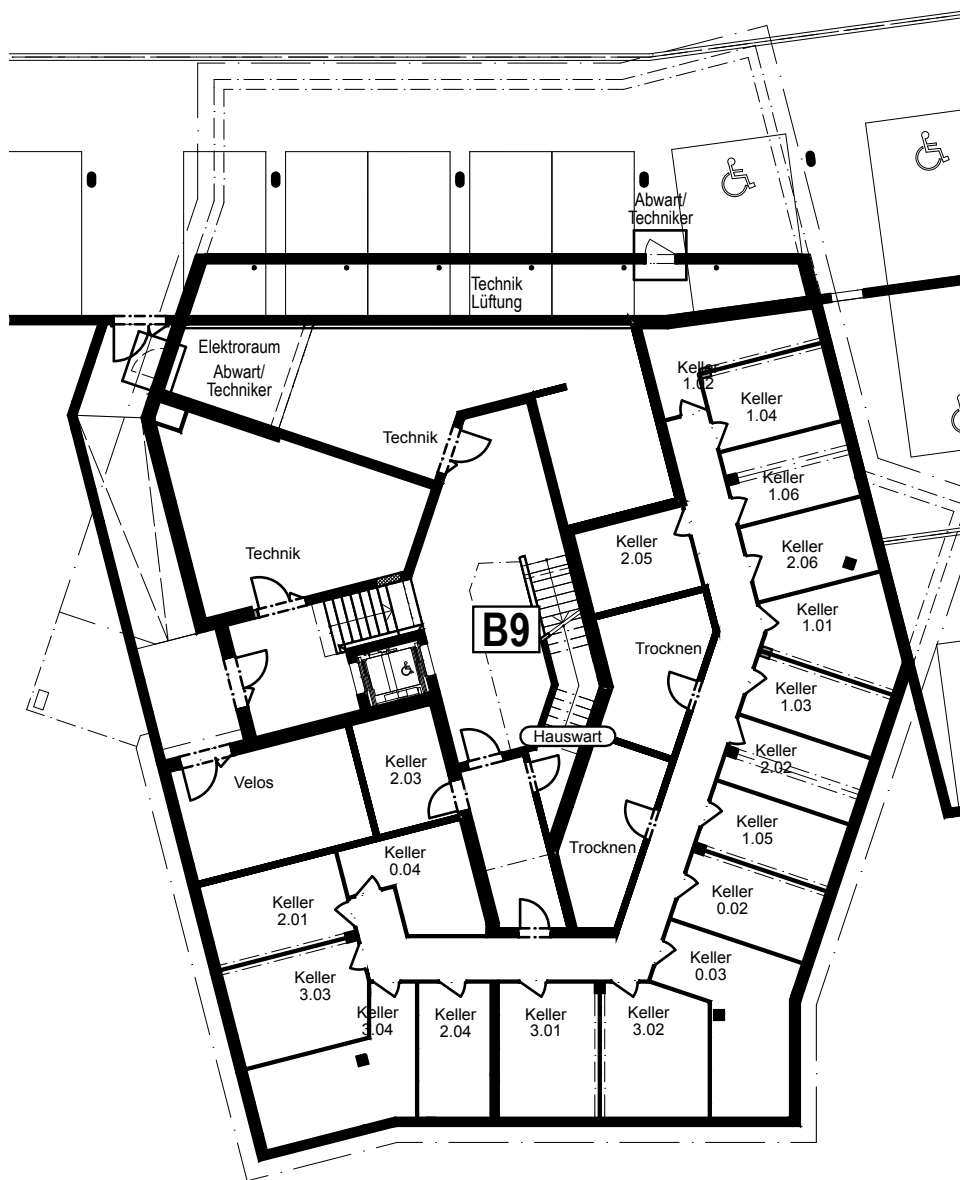 Abwart/
Techniker
Technik
Lüftung
Elektroraum
Abwart/
Techniker
Keller
1.02
Keller
1.04
Technik
Keller
1.06
Technik
Keller
2.05
Keller
2.06
B9
Keller
1.01
Trocknen
Keller
1.03
Hauswart
Keller
2.03
Keller
2.02
Velos
Keller
1.05
Keller
0.04
Trocknen
Keller
2.01
Keller
0.02
Keller
3.03
Keller
0.03
Keller
3.04
Keller
2.04
Keller
3.01
Keller
3.02